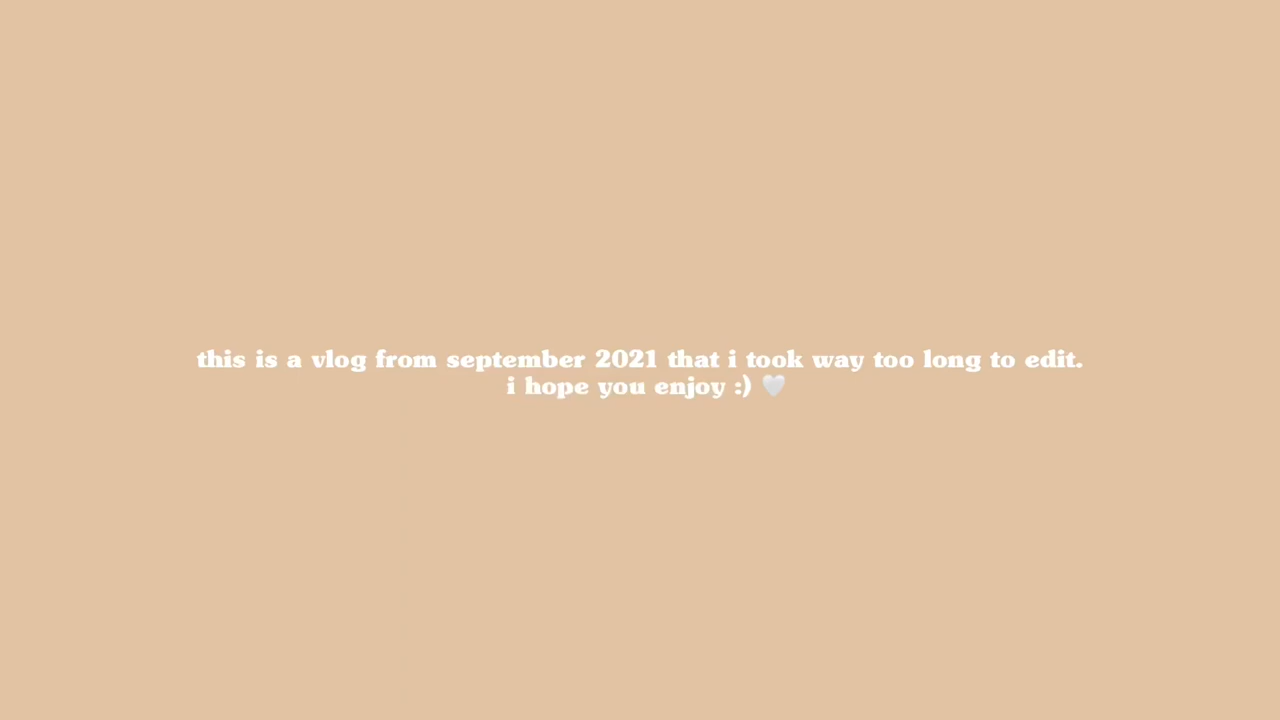 this is a vlog from september 2021 that i took way too long to edit.
i hope you enjoy :) 🤍